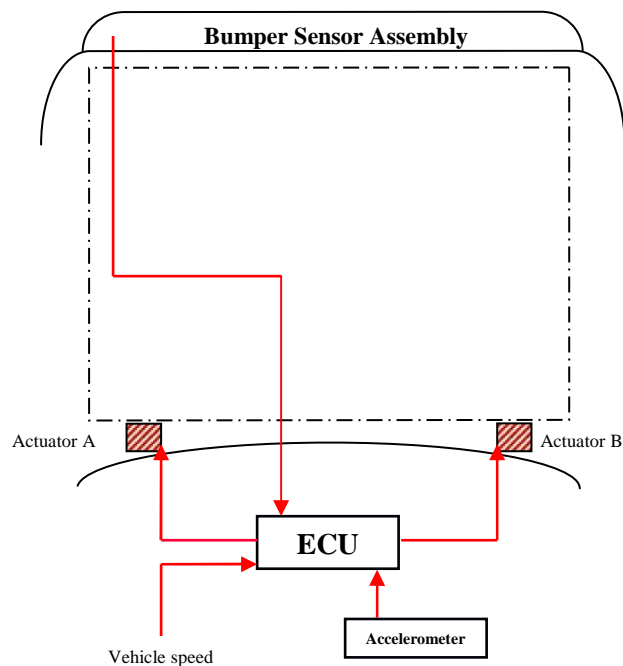 Bumper Sensor Assembly
Actuator A
Actuator B
ECU
Accelerometer
Vehicle speed